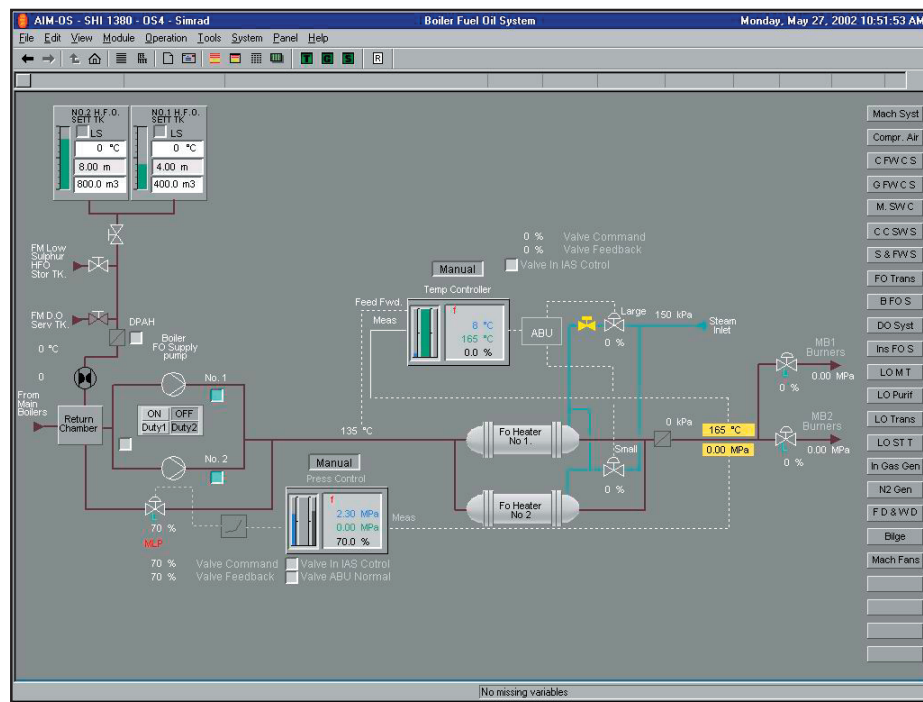 AIM-OS - SHI 1380 - OS4 - Simrad Boiler Fuel Oil System Monday, May 27, 2002 10:51:53 AM
File Edit View Module Operation Tools System Panel Help
T G S R
NO.2 H.F.O. SETT TK
LS
0 °C
8.00 m
800.0 m3
NO.1 H.F.O. SETT TK
LS
0 °C
4.00 m
400.0 m3
FM Low
Sulphur
HFO
Stor TK.
FM D.O
Serv TK.
DPAH
0 °C
0
From
Main
Boilers
Return
Chamber
Boiler
FO Supply
pump
No. 1
ON OFF
Duty1 Duty2
No. 2
70 %
MLP
70 % Valve Command Valve In IAS Cotrol
70 % Valve Feedback Valve ABU Normal
135 °C
Manual
Press Control
f
2.30 MPa
0.00 MPa
70.0 %
Meas
0 % Valve Command
0 % Valve Feedback
Valve In IAS Cotrol
Manual
Temp Controller
Feed Fwd.
Meas
f
8 °C
165 °C
0.0 %
ABU
Large
0 %
150 kPa
Steam
Inlet
Fo Heater
No 1.
Fo Heater
No 2
Small
0 %
0 kPa
165 °C
0.00 MPa
MB1
Burners
0.00 MPa
0 %
MB2
Burners
0.00 MPa
0 %
Mach Syst
Compr. Air
C FW C S
G FW C S
M. SW C
C C SW S
S & FW S
FO Trans
B FO S
DO Syst
Ins FO S
LO M T
LO Purif
LO Trans
LO ST T
In Gas Gen
N2 Gen
F D & W D
Bilge
Mach Fans
No missing variables